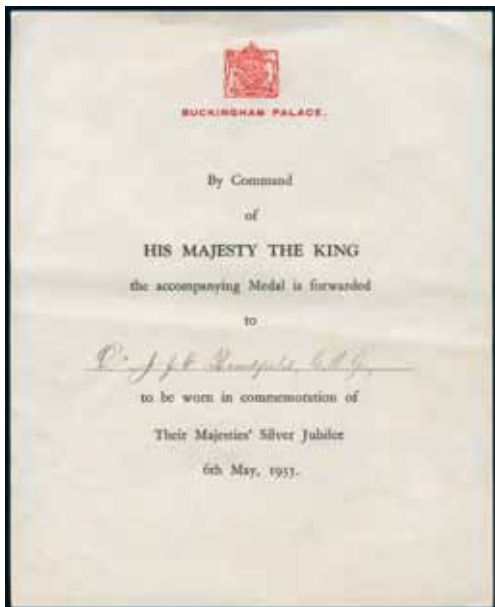 BUCKINGHAM PALACE.
By Command
of
HIS MAJESTY THE KING
the accompanying Medal is forwarded
to
Dr. J. J.
to be worn in commemoration of
Their Majesties' Silver Jubilee
6th May, 1935.